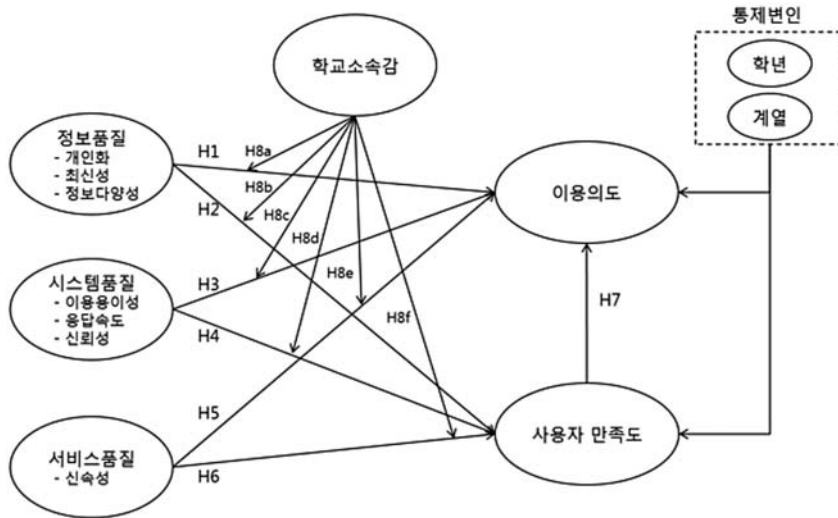 통제변인
학교소속감
학년
계열
정보품질
- 개인화
- 최신성
- 정보다양성
H1
H2
H8a
H8b
H8c
H8d
H8e
H8f
이용의도
시스템품질
- 이용용이성
- 응답속도
- 신뢰성
H3
H4
H7
서비스품질
- 신속성
H5
H6
사용자 만족도